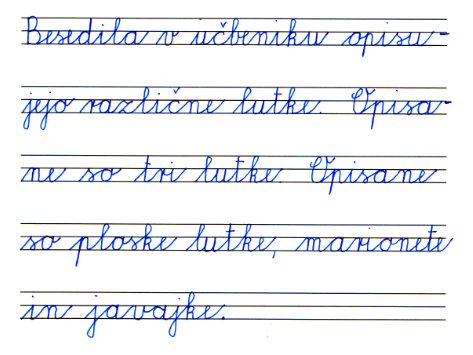 Besedila v učbeniku opisu-
jejo različne lutke. Opisa-
ne so tri lutke. Opisane
so ploske lutke, marionete
in javajke.